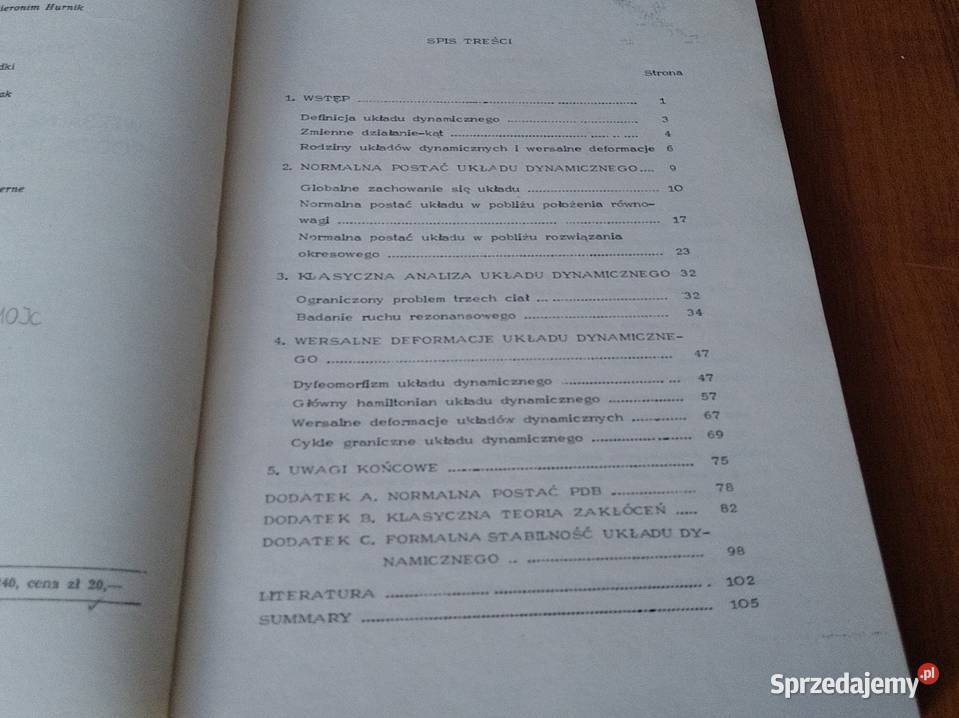 ieronim Hurnik
dki
ak
erne
10Jc
40, cena zł 20,—
SPIS TREŚCI
Strona
1. WSTĘP ........ 1
Definicja układu dynamicznego ........ 3
Zmienne działanie-kąt ........ 4
Rodziny układów dynamicznych i wersalne deformacje 6
2. NORMALNA POSTAĆ UKŁADU DYNAMICZNEGO.... 9
Globalne zachowanie się układu ........ 10
Normalna postać układu w pobliżu położenia równo-
wagi ........ 17
Normalna postać układu w pobliżu rozwiązania
okresowego ........ 23
3. KLASYCZNA ANALIZA UKŁADU DYNAMICZNEGO 32
Ograniczony problem trzech ciał ........ 32
Badanie ruchu rezonansowego ........ 34
4. WERSALNE DEFORMACJE UKŁADU DYNAMICZNE-
GO ........ 47
Dyfeomorfizm układu dynamicznego ........ 47
Główny hamiltonian układu dynamicznego ........ 57
Wersalne deformacje układów dynamicznych ........ 67
Cykle graniczne układu dynamicznego ........ 69
5. UWAGI KOŃCOWE ........ 75
DODATEK A. NORMALNA POSTAĆ PDB ........ 78
DODATEK B. KLASYCZNA TEORIA ZAKŁÓCEŃ ..... 82
DODATEK C. FORMALNA STABILNOŚĆ UKŁADU DY-
NAMICZNEGO ........ 98
LITERATURA ........ 102
SUMMARY ........ 105
Sprzedajemy.pl